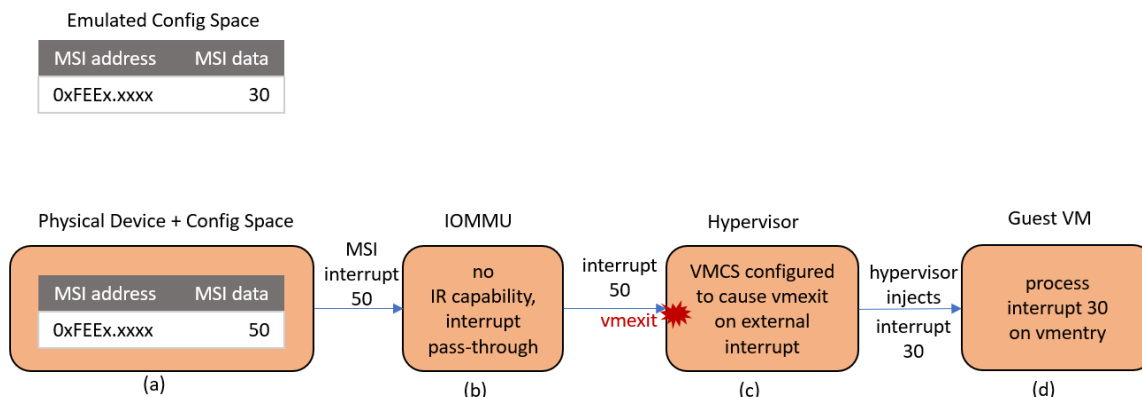 Emulated Config Space
MSI address MSI data
0xFEEx.xxxx 30
Physical Device + Config Space
MSI address MSI data
0xFEEx.xxxx 50
(a)
MSI
interrupt
50
IOMMU
no
IR capability,
interrupt
pass-through
(b)
interrupt
50
vmexit
Hypervisor
VMCS configured
to cause vmexit
on external
interrupt
(c)
hypervisor
injects
interrupt
30
Guest VM
process
interrupt 30
on vmentry
(d)